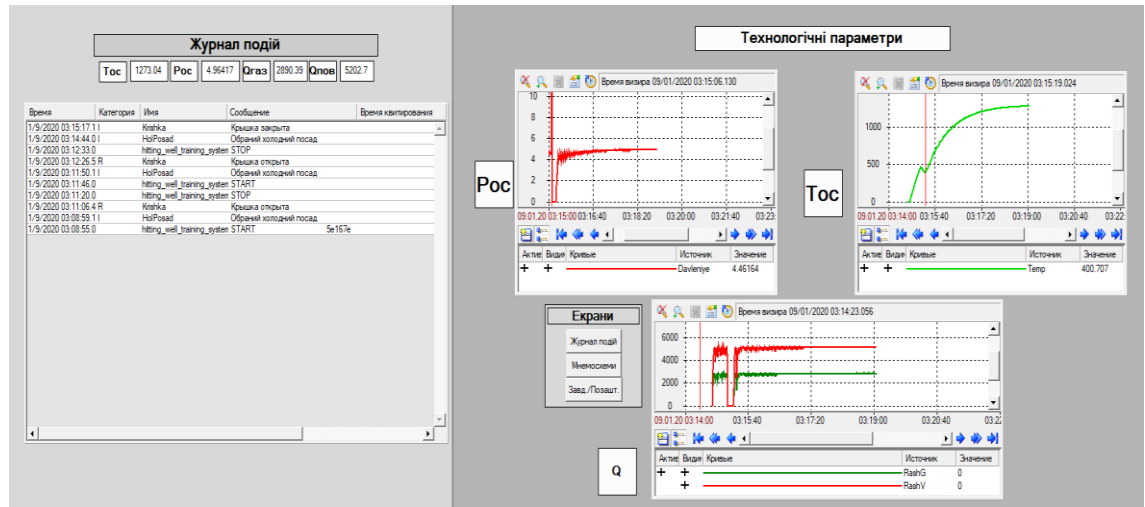 Журнал подій
Тос 1273.04 Рос 4.96417 Qгаз 2890.39 Qпов 5202.7
Время Категория Имя Сообщение Время квитирования
1/9/2020 03:15:17.1 I Krishka Крышка закрыта
1/9/2020 03:14:44.0 I HolPosad Обраний холодний посад
1/9/2020 03:12:33.0 hitting_well_training_system STOP
1/9/2020 03:12:26.5 R Krishka Крышка открыта
1/9/2020 03:11:50.1 I HolPosad Обраний холодний посад
1/9/2020 03:11:46.0 hitting_well_training_system START
1/9/2020 03:11:20.0 hitting_well_training_system STOP
1/9/2020 03:11:06.4 R Krishka Крышка открыта
1/9/2020 03:08:59.1 I HolPosad Обраний холодний посад
1/9/2020 03:08:55.0 hitting_well_training_system START 5e167e
Технологічні параметри
Рос
Время визира 09/01/2020 03:15:06.130
10
8
6
4
2
0
09.01.20 03:15:00 03:16:40 03:18:20 03:20:00 03:21:40 03:23:
Актив Видим Кривые Источник Значение
+ + Davleniye 4.46164
Тос
Время визира 09/01/2020 03:15:19.024
1000
500
0
09.01.20 03:14:00 03:15:40 03:17:20 03:19:00 03:20:40 03:22:
Актив Видим Кривые Источник Значение
+ + Temp 400.707
Екрани
Журнал подій
Мнемосхеми
Завд./Позашт.
Q
Время визира 09/01/2020 03:14:23.056
6000
4000
2000
0
09.01.20 03:14:00 03:15:40 03:17:20 03:19:00 03:20:40 03:22
Актив Видим Кривые Источник Значение
+ + RashG 0
+ RashV 0